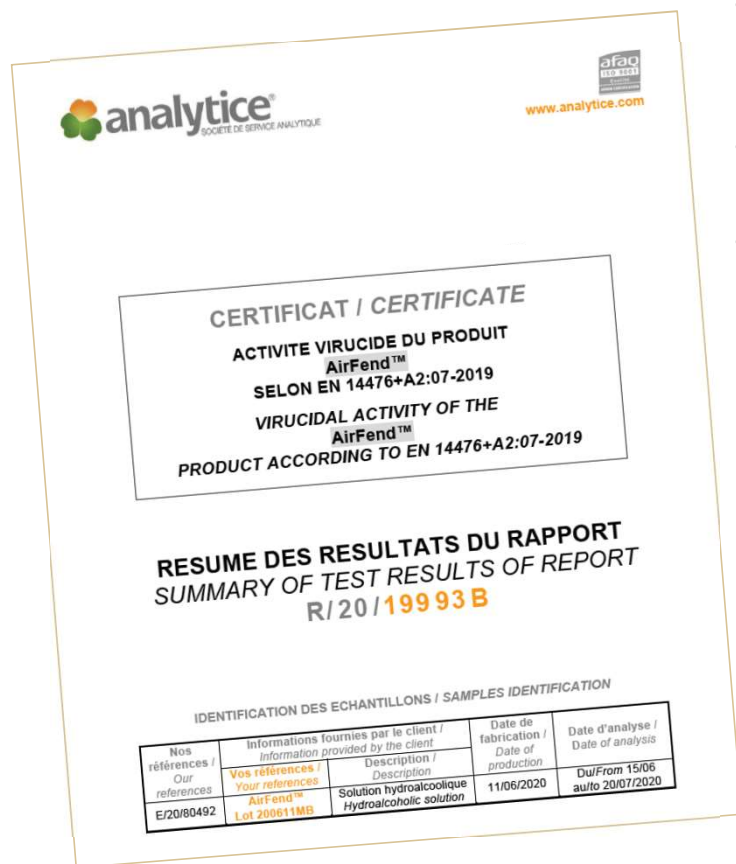 analytice®
SOCIÉTÉ DE SERVICE ANALYTIQUE
afaq
ISO 9001
Qualité
www.analytice.com
CERTIFICAT / CERTIFICATE
ACTIVITE VIRUCIDE DU PRODUIT
AirFend™
SELON EN 14476+A2:07-2019
VIRUCIDAL ACTIVITY OF THE
AirFend™
PRODUCT ACCORDING TO EN 14476+A2:07-2019
RESUME DES RESULTATS DU RAPPORT
SUMMARY OF TEST RESULTS OF REPORT
R/20/19993B
IDENTIFICATION DES ECHANTILLONS / SAMPLES IDENTIFICATION
Nos
références /
Our
references
Informations fournies par le client /
Information provided by the client
Vos références /
Your references
Description /
Description
Date de
fabrication /
Date of
production
Date d'analyse /
Date of analysis
E/20/80492
AirFend™
Lot 200611MB
Solution hydroalcoolique
Hydroalcoholic solution
11/06/2020
Du/From 15/06
au/to 20/07/2020